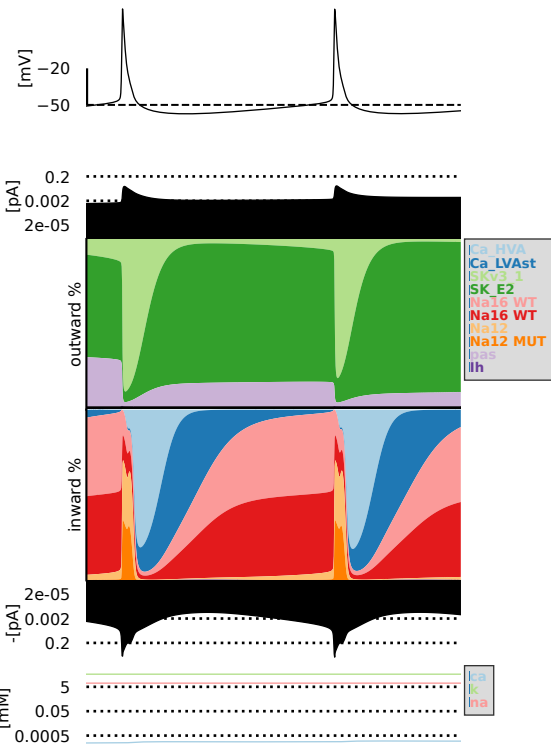 [mV]
−20
−50
[pA]
0.2
0.002
2e-05
outward %
Ca_HVA
Ca_LVAst
SKv3_1
SK_E2
Na16 WT
Na16 WT
Na12
Na12 MUT
pas
Ih
inward %
-[pA]
2e-05
0.002
0.2
[mM]
5
0.05
0.0005
ca
k
na